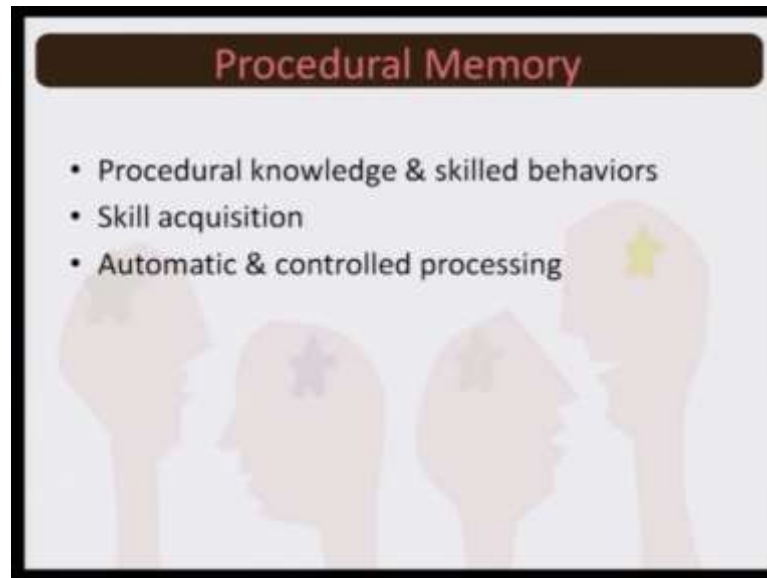 Procedural Memory
• Procedural knowledge & skilled behaviors
• Skill acquisition
• Automatic & controlled processing